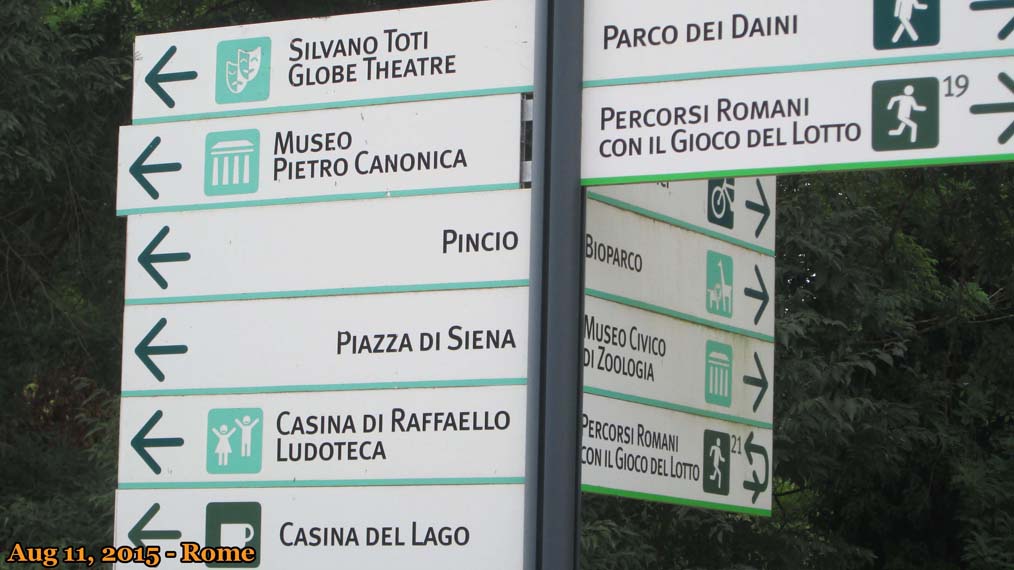 SILVANO TOTI
GLOBE THEATRE
MUSEO
PIETRO CANONICA
PINCIO
PIAZZA DI SIENA
CASINA DI RAFFAELLO
LUDOTECA
CASINA DEL LAGO
PARCO DEI DAINI
PERCORSI ROMANI
CON IL GIOCO DEL LOTTO
19
BIOPARCO
MUSEO CIVICO
DI ZOOLOGIA
PERCORSI ROMANI
CON IL GIOCO DEL LOTTO
21
Aug 11, 2015 - Rome